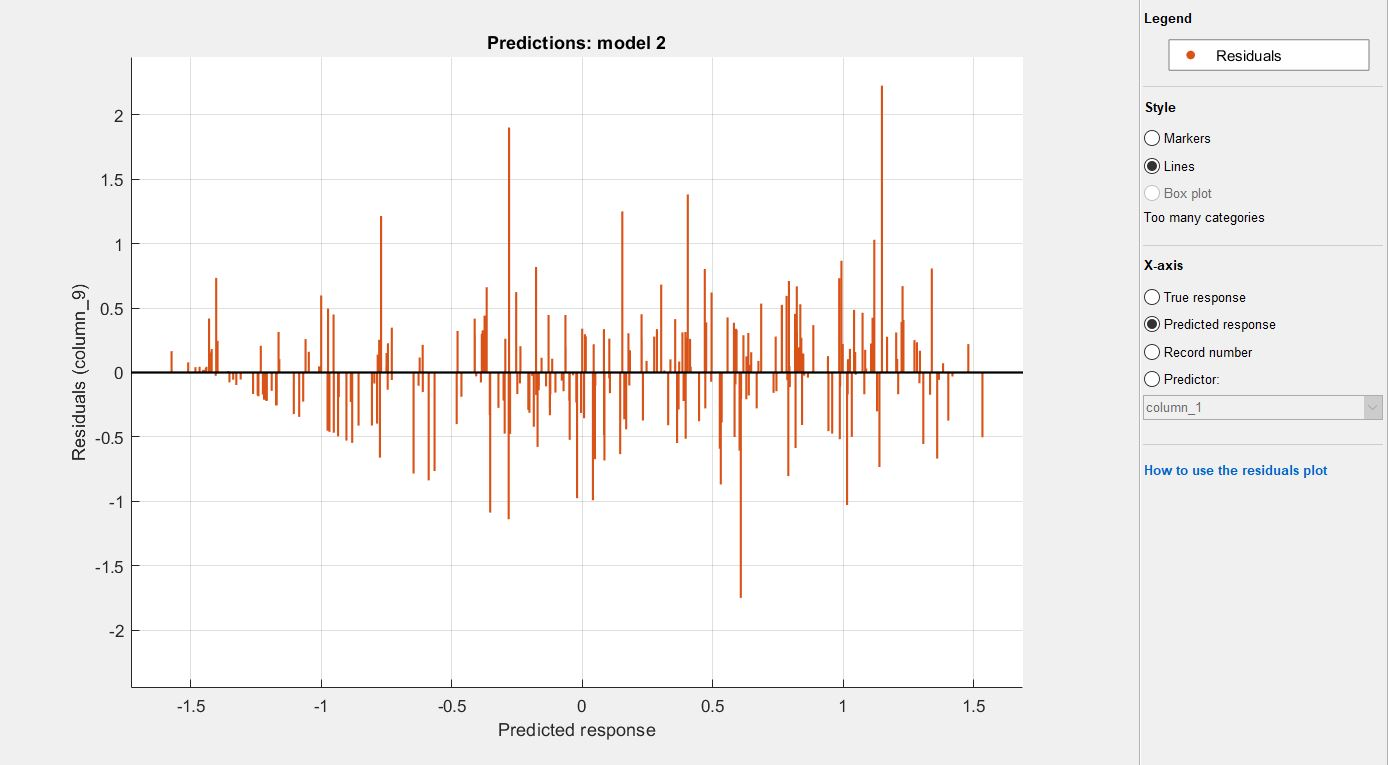 Predictions: model 2
Residuals (column_9)
2
1.5
1
0.5
0
-0.5
-1
-1.5
-2
-1.5
-1
-0.5
0
0.5
1
1.5
Predicted response
Legend
Residuals
Style
Markers
Lines
Box plot
Too many categories
X-axis
True response
Predicted response
Record number
Predictor:
column_1
How to use the residuals plot